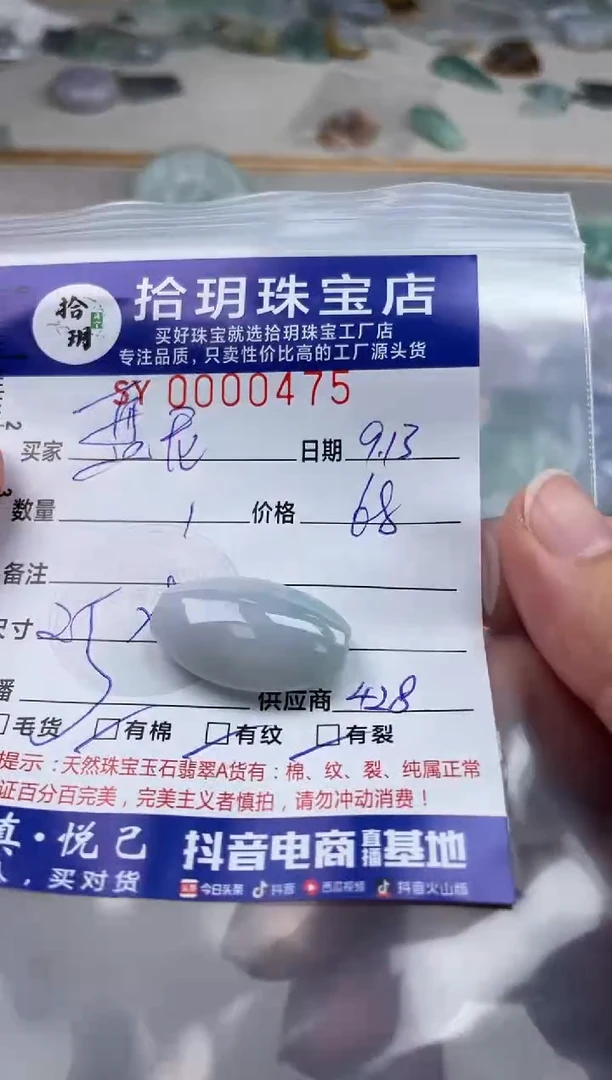 拾玥
拾玥珠宝店
买好珠宝就选拾玥珠宝工厂店
专注品质，只卖性价比高的工厂源头货
SY 0000475
买家 日期 9.13
数量 1 价格 68
备注
尺寸 25 X
播 供应商 428
毛货 有棉 有纹 有裂
提示：天然珠宝玉石翡翠A货有：棉、纹、裂、纯属正常
证百分百完美，完美主义者慎拍，请勿冲动消费！
真·悦己 抖音电商直播基地
，买对货 头条 今日头条 抖音 西瓜视频 抖音火山版